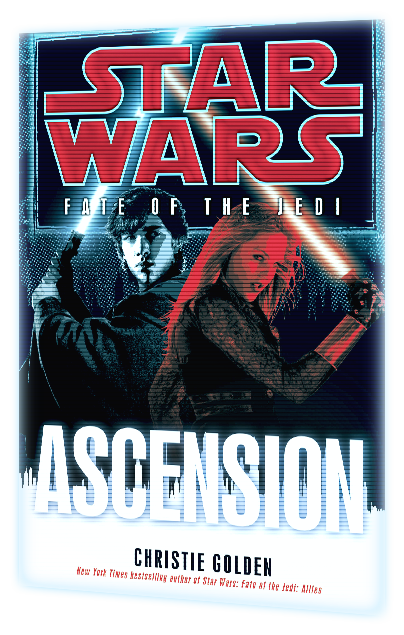 STAR
WARS
FATE OF THE JEDI
ASCENSION
CHRISTIE GOLDEN
New York Times bestselling author of Star Wars: Fate of the Jedi: Allies